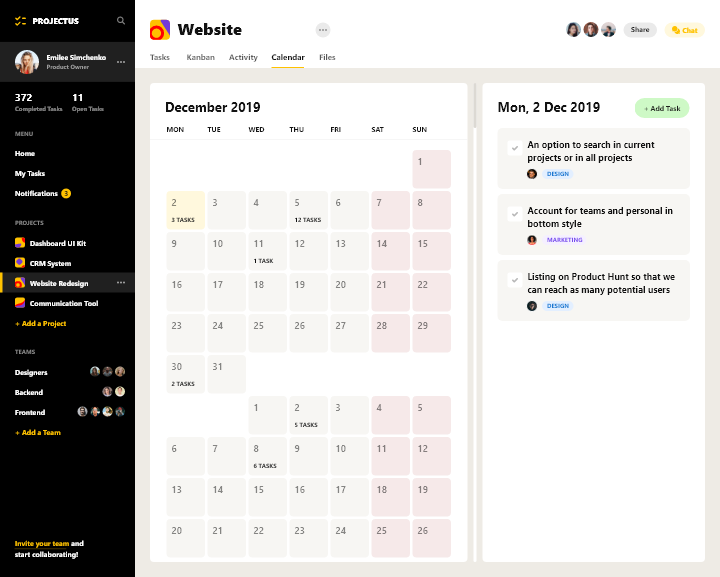 PROJECTUS
Emilee Simchenko
Product Owner
372
Completed Tasks
11
Open Tasks
MENU
Home
My Tasks
Notifications 3
PROJECTS
Dashboard UI Kit
CRM System
Website Redesign
Communication Tool
+ Add a Project
TEAMS
Designers
Backend
Frontend
+ Add a Team
Invite your team and
start collaborating!
Website
Share
Chat
Tasks
Kanban
Activity
Calendar
Files
December 2019
MON TUE WED THU FRI SAT SUN
1
2 3 4 5 6 7 8
3 TASKS 12 TASKS
9 10 11 12 13 14 15
1 TASK
16 17 18 19 20 21 22
23 24 25 26 27 28 29
30 31
2 TASKS
1 2 3 4 5
5 TASKS
6 7 8 9 10 11 12
6 TASKS
13 14 15 16 17 18 19
20 21 22 23 24 25 26
Mon, 2 Dec 2019
+ Add Task
An option to search in current
projects or in all projects
DESIGN
Account for teams and personal in
bottom style
MARKETING
Listing on Product Hunt so that we
can reach as many potential users
DESIGN